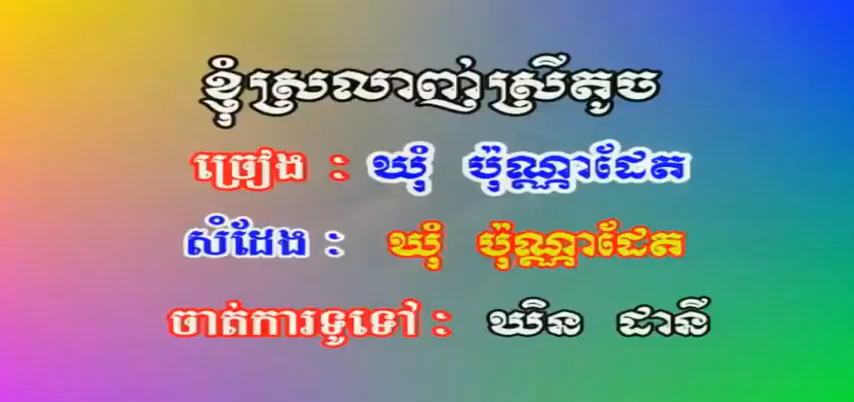 ខ្ញុំស្រលាញ់ស្រីតូច
ច្រៀង : ឃុំ ប៉ុណ្ណាដែត
សំដែង : ឃុំ ប៉ុណ្ណាដែត
ចាត់ការទូទៅ : ឃិន ដានី